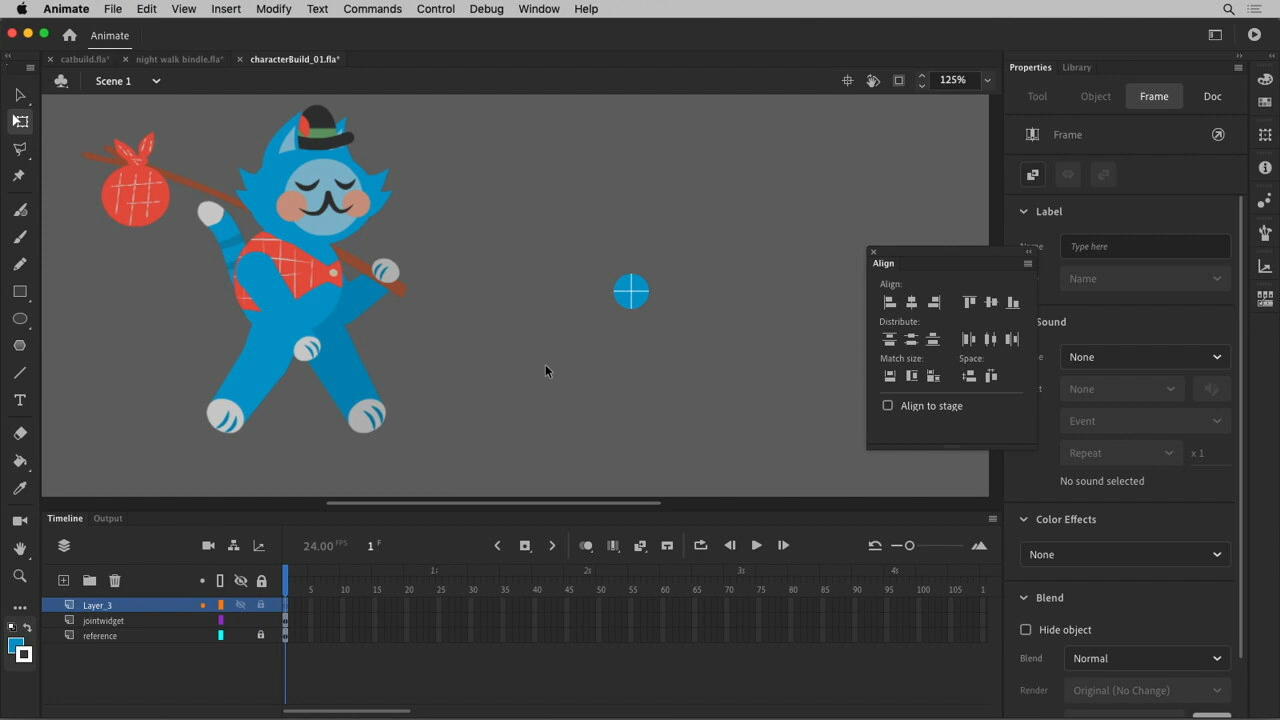 Animate File Edit View Insert Modify Text Commands Control Debug Window Help
Animate
catbuild.fla* night walk bindle.fla* characterBuild_01.fla*
Scene 1 125%
Properties Library
Tool Object Frame Doc
Frame
Label
Type here
Name
Align
Align:
Distribute:
Match size: Space:
Align to stage
Sound
None
None
Event
Repeat x 1
No sound selected
Color Effects
None
Blend
Hide object
Blend Normal
Render Original (No Change)
Timeline Output
24.00 FPS 1 F
1s 2s 3s 4s
5 10 15 20 25 30 35 40 45 50 55 60 65 70 75 80 85 90 95 100 105 1
Layer_3
jointwidget
reference